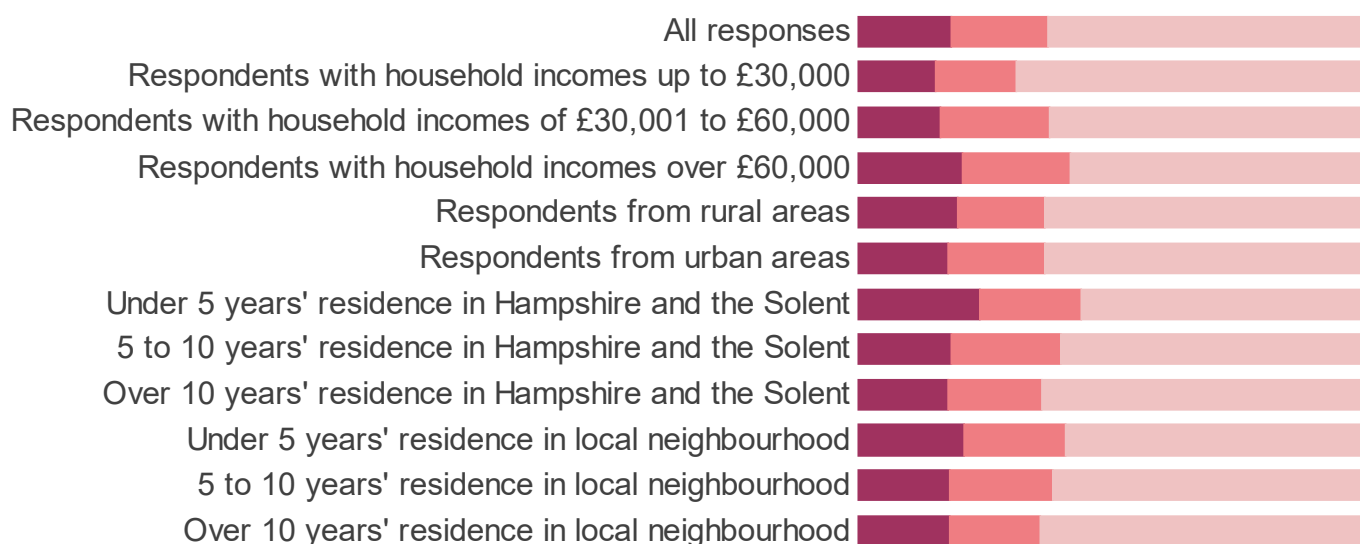 All responses
Respondents with household incomes up to £30,000
Respondents with household incomes of £30,001 to £60,000
Respondents with household incomes over £60,000
Respondents from rural areas
Respondents from urban areas
Under 5 years' residence in Hampshire and the Solent
5 to 10 years' residence in Hampshire and the Solent
Over 10 years' residence in Hampshire and the Solent
Under 5 years' residence in local neighbourhood
5 to 10 years' residence in local neighbourhood
Over 10 years' residence in local neighbourhood